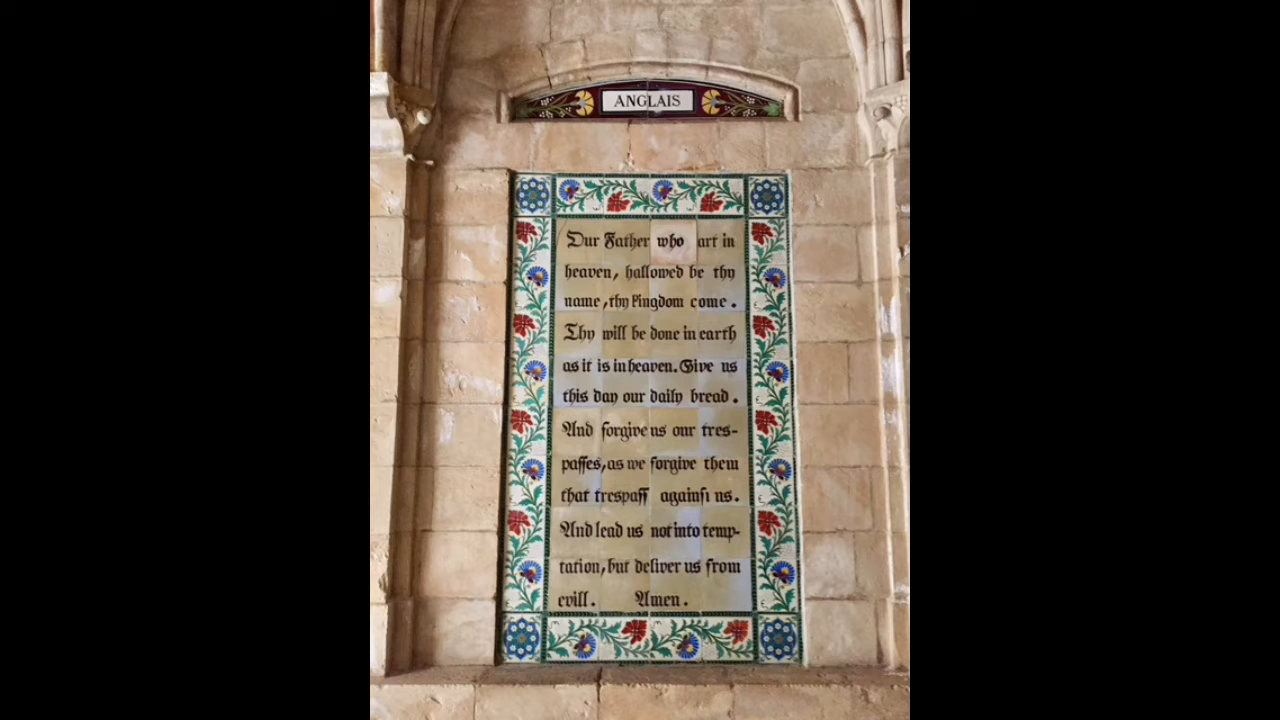 ANGLAIS
Our Father who art in
heaven, hallowed be thy
name, thy kingdom come.
Thy will be done in earth
as it is in heaven. Give us
this day our daily bread.
And forgive us our tres-
passes, as we forgive them
that trespass against us.
And lead us not into temp-
tation, but deliver us from
evill. Amen.